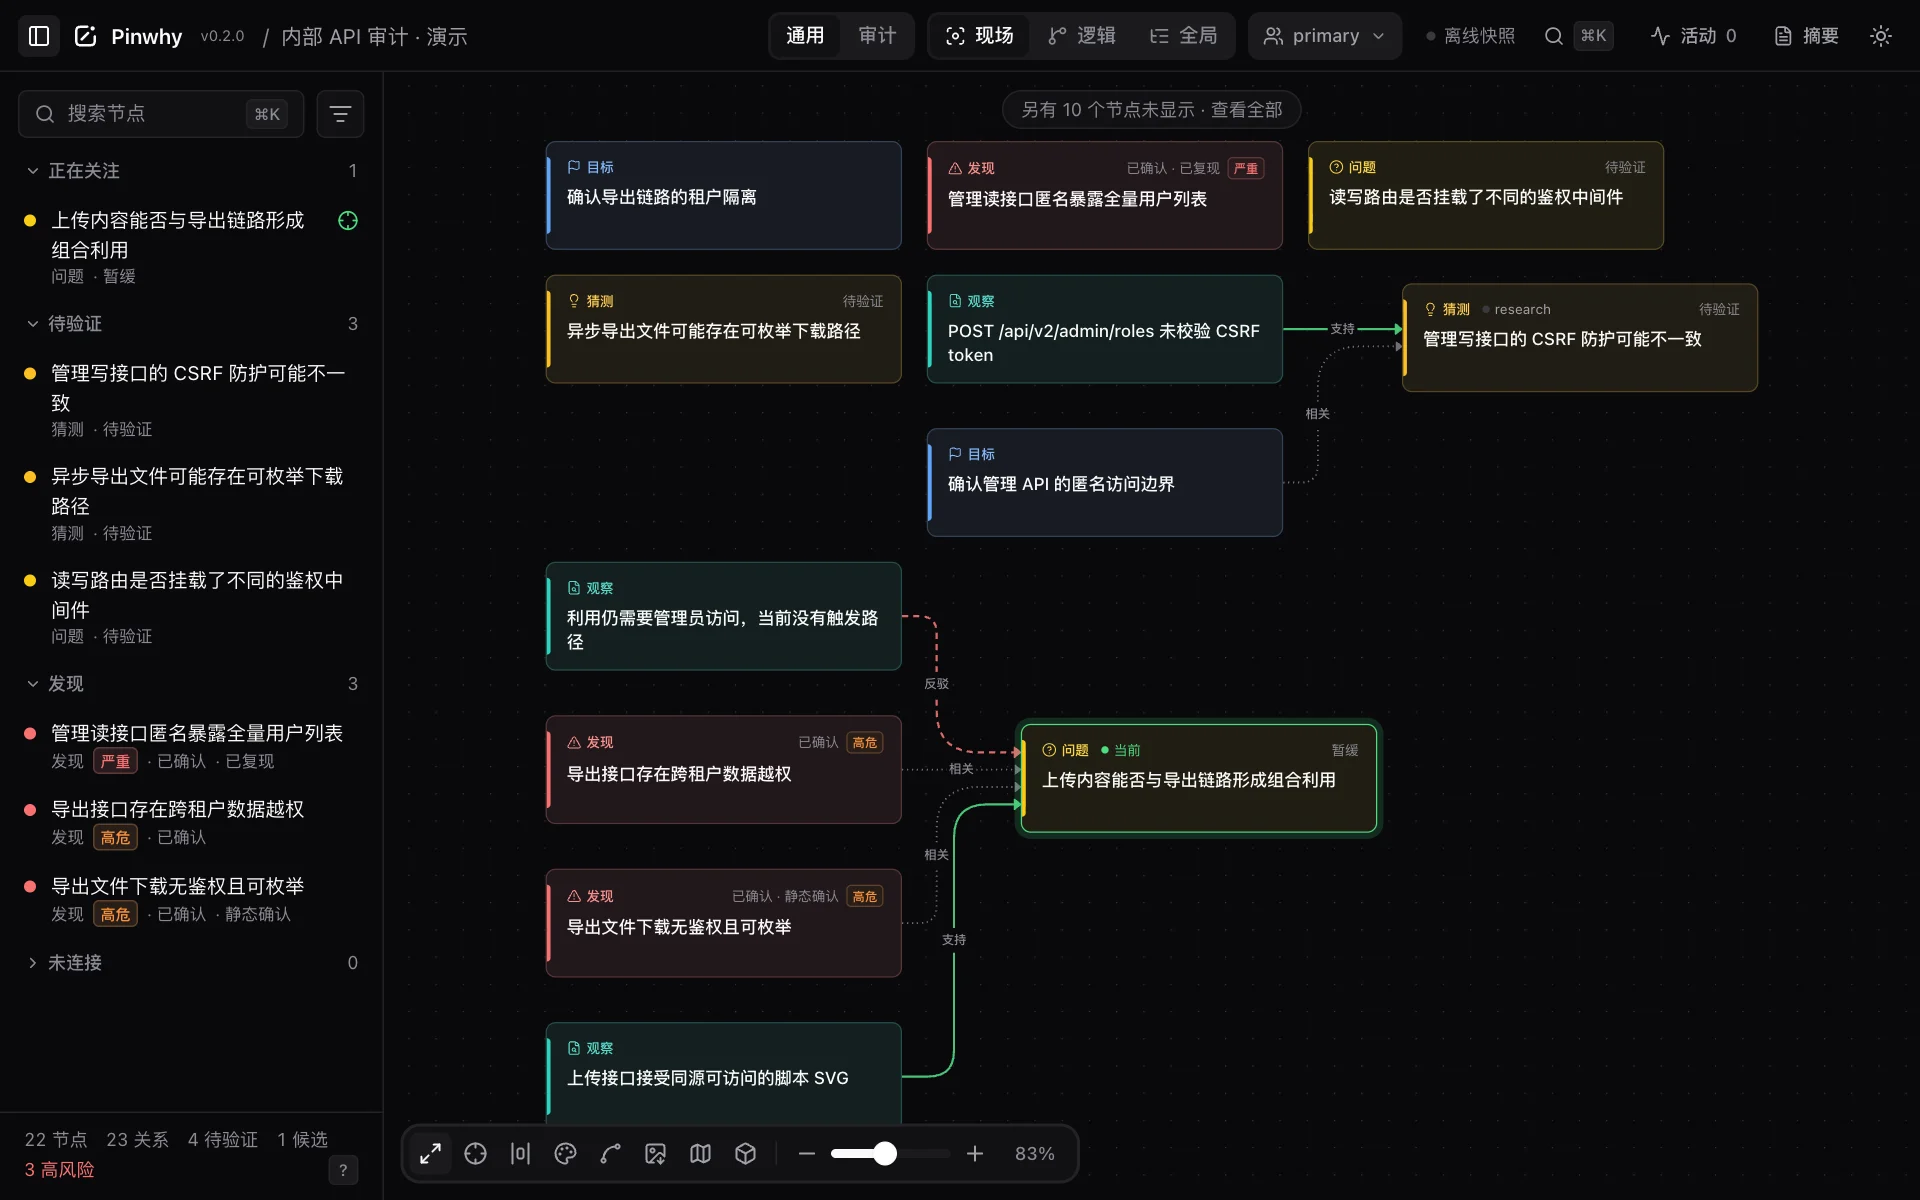 Pinwhy v0.2.0 / 内部 API 审计 · 演示
通用 审计
现场 逻辑 全局
primary
离线快照
⌘K
活动 0
摘要
搜索节点 ⌘K
正在关注 1
上传内容能否与导出链路形成
组合利用
问题 · 暂缓
待验证 3
管理写接口的 CSRF 防护可能不一
致
猜测 · 待验证
异步导出文件可能存在可枚举下载
路径
猜测 · 待验证
读写路由是否挂载了不同的鉴权中
间件
问题 · 待验证
发现 3
管理读接口匿名暴露全量用户列表
发现 严重 · 已确认 · 已复现
导出接口存在跨租户数据越权
发现 高危 · 已确认
导出文件下载无鉴权且可枚举
发现 高危 · 已确认 · 静态确认
未连接 0
22 节点 23 关系 4 待验证 1 候选
3 高风险
?
另有 10 个节点未显示 · 查看全部
目标
确认导出链路的租户隔离
发现 已确认 · 已复现 严重
管理读接口匿名暴露全量用户列表
问题 待验证
读写路由是否挂载了不同的鉴权中间件
猜测 待验证
异步导出文件可能存在可枚举下载路径
观察
POST /api/v2/admin/roles 未校验 CSRF
token
支持
猜测 research 待验证
管理写接口的 CSRF 防护可能不一致
相关
目标
确认管理 API 的匿名访问边界
观察
利用仍需要管理员访问，当前没有触发路
径
反驳
发现 已确认 高危
导出接口存在跨租户数据越权
相关
问题 当前 暂缓
上传内容能否与导出链路形成组合利用
相关
发现 已确认 · 静态确认 高危
导出文件下载无鉴权且可枚举
支持
观察
上传接口接受同源可访问的脚本 SVG
83%